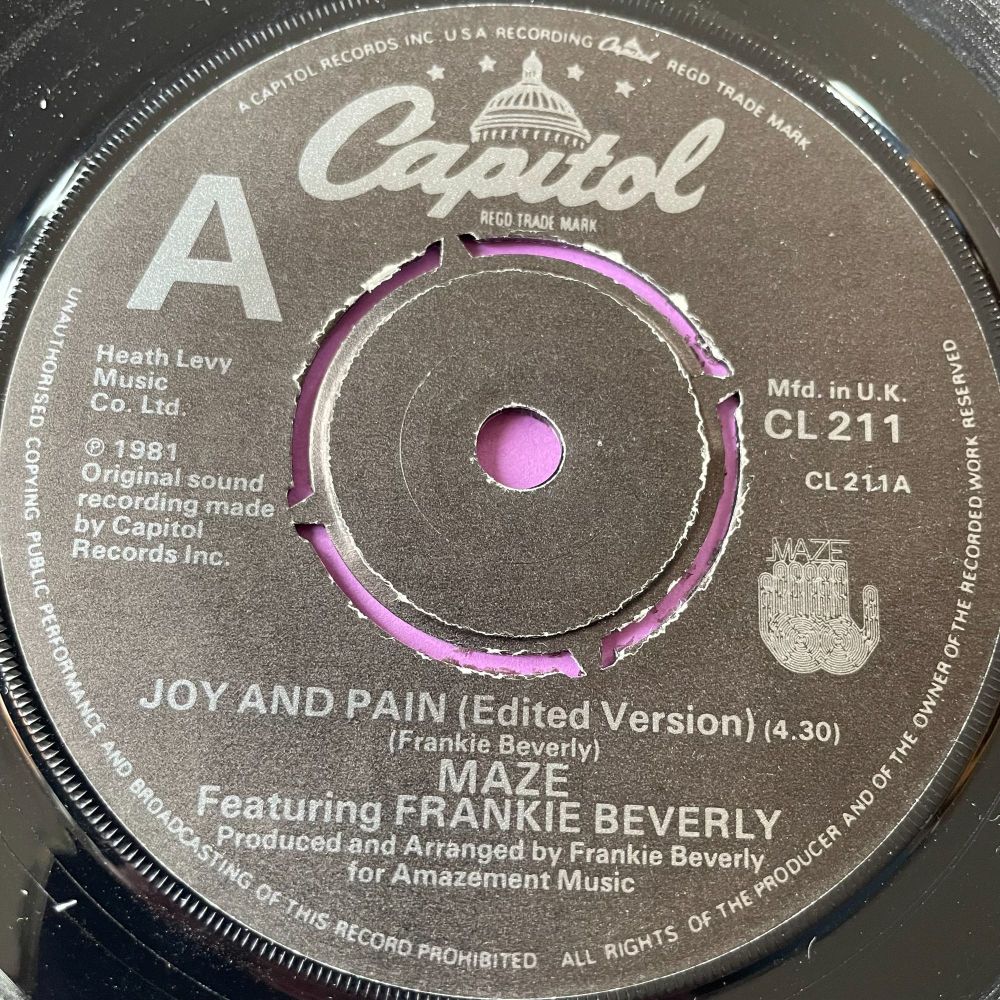 A CAPITOL RECORDS INC. U S A RECORDING Capitol REGD TRADE MARK
Capitol
REGD TRADE MARK
A
Heath Levy
Music
Co. Ltd.
℗ 1981
Original sound
recording made
by Capitol
Records Inc.
Mfd. in U.K.
CL 211
CL 211A
MAZE
JOY AND PAIN (Edited Version) (4.30)
(Frankie Beverly)
MAZE
Featuring FRANKIE BEVERLY
Produced and Arranged by Frankie Beverly
for Amazement Music
UNAUTHORISED COPYING PUBLIC PERFORMANCE AND BROADCASTING OF THIS RECORD PROHIBITED ALL RIGHTS OF THE PRODUCER AND OF THE OWNER OF THE RECORDED WORK RESERVED